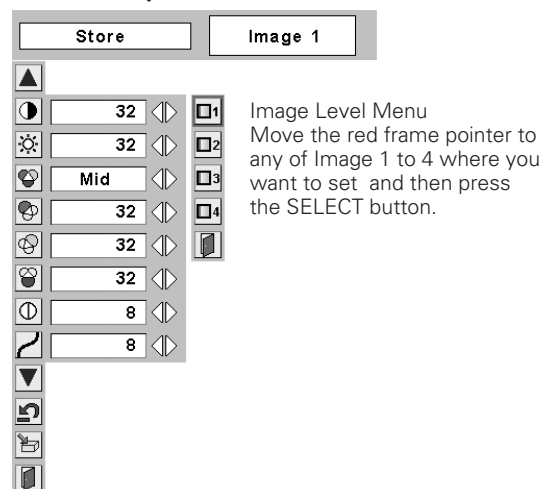 Store
Image 1
32
1
32
2
Mid
3
32
4
32
32
8
8
Image Level Menu
Move the red frame pointer to
any of Image 1 to 4 where you
want to set and then press
the SELECT button.